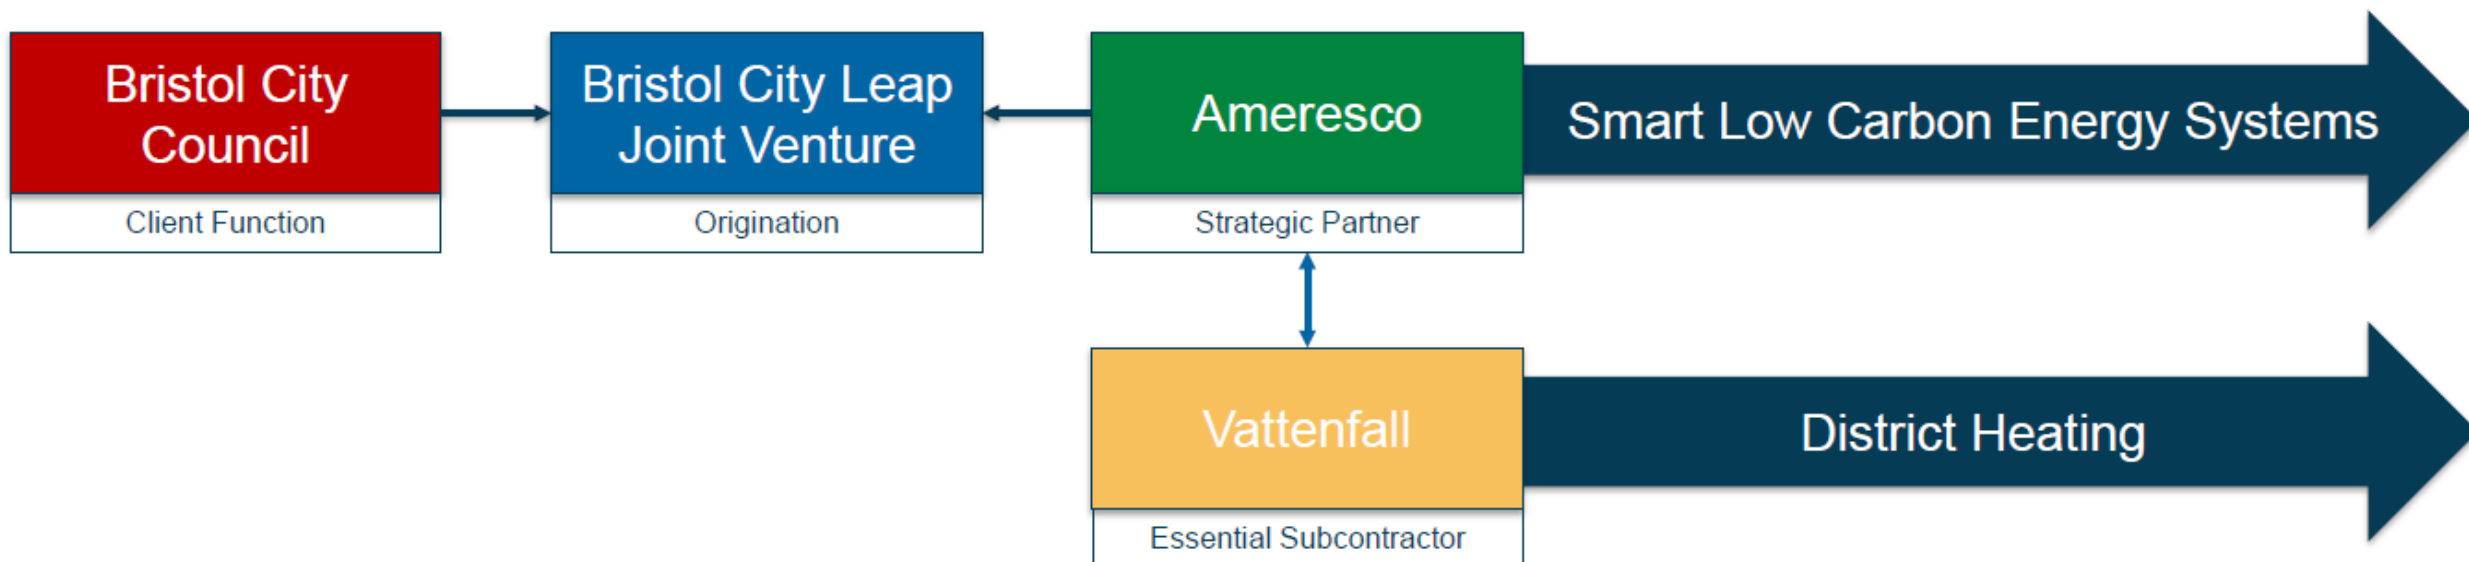 Bristol City
Council
Client Function
Bristol City Leap
Joint Venture
Origination
Ameresco
Strategic Partner
Smart Low Carbon Energy Systems
Vattenfall
Essential Subcontractor
District Heating